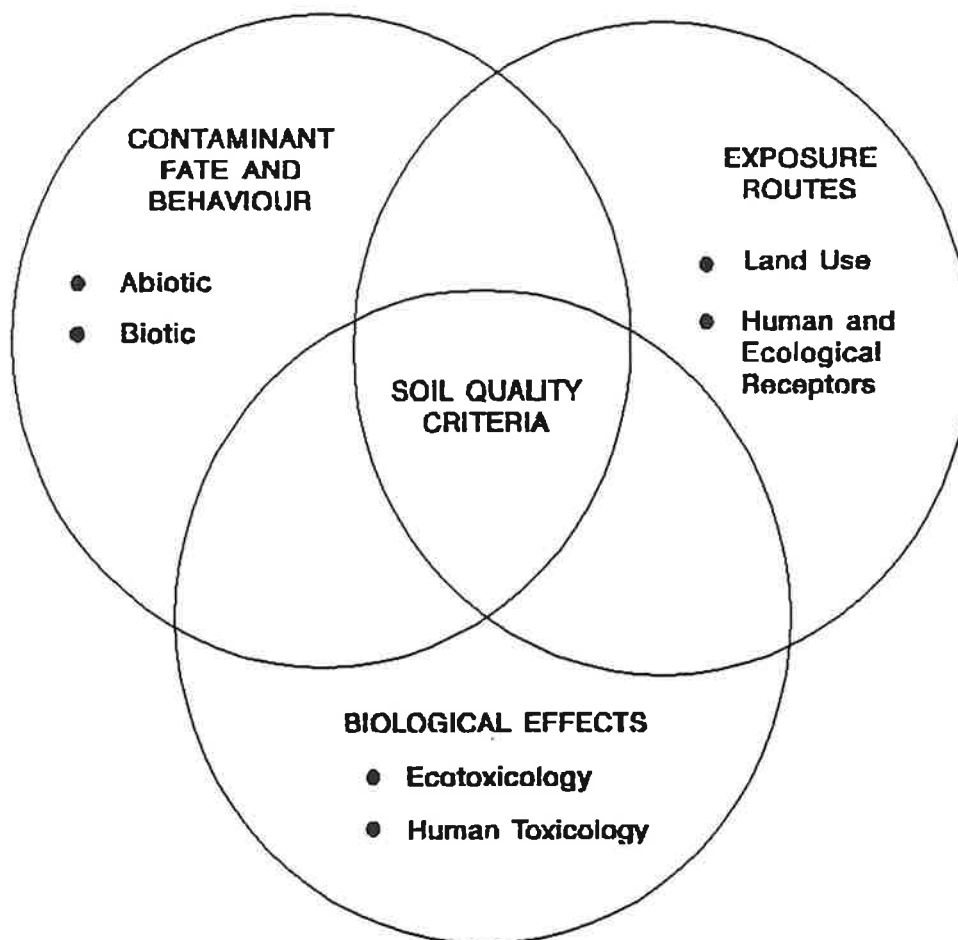 CONTAMINANT
FATE AND
BEHAVIOUR
● Abiotic
● Biotic
EXPOSURE
ROUTES
● Land Use
● Human and
Ecological
Receptors
SOIL QUALITY
CRITERIA
BIOLOGICAL EFFECTS
● Ecotoxicology
● Human Toxicology